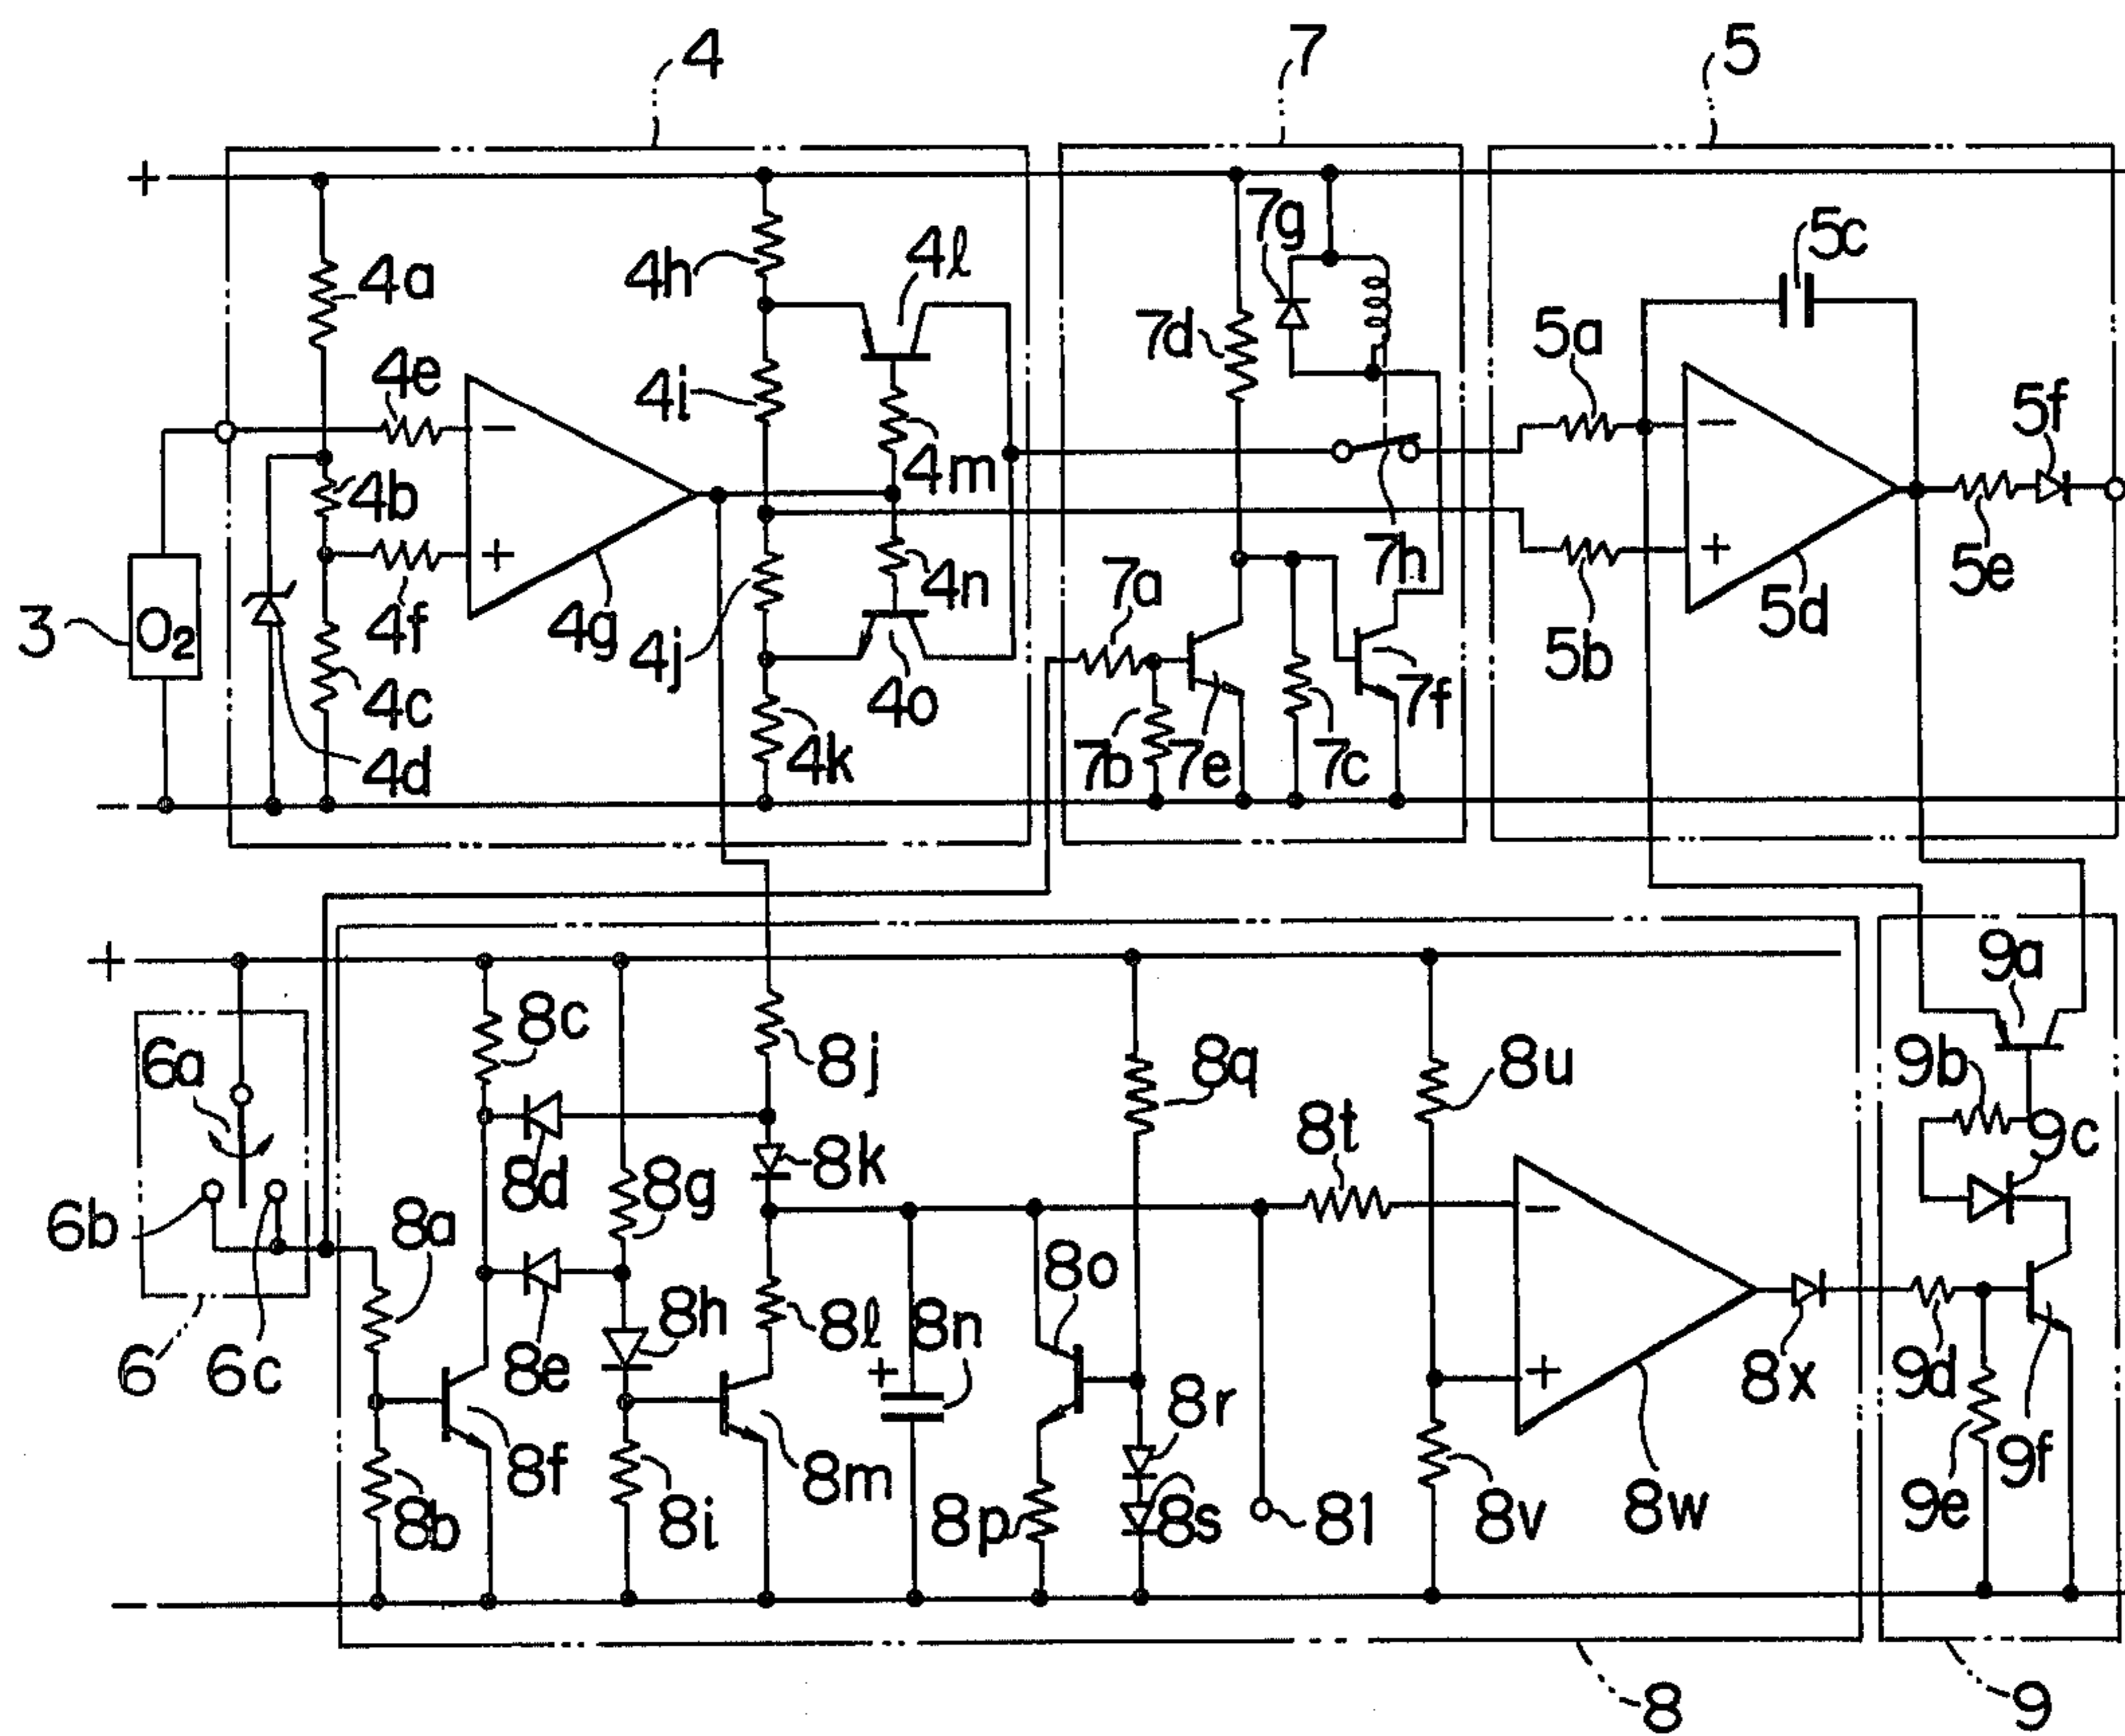 4 7 5
+
4a 4h 4l 7g 5c
4e 4i 7d 5a 5f
− −
4b 4m
+ 4n 7h + 5e
3 O2 4f 4g 4j 7a 5b 5d
4c 4o 7f
4d 4k 7b 7e 7c
−
+ 9a
6a 8c 8j 8q 8u 9b
8t 9c
6b 8a 8d 8g 8k −
8h 8l 8n 8o
6 6c 8e + + 8x 9d
8f 8m 8r 9f
8b 8i 8p 8s 81 8v 8w 9e
−
8 9